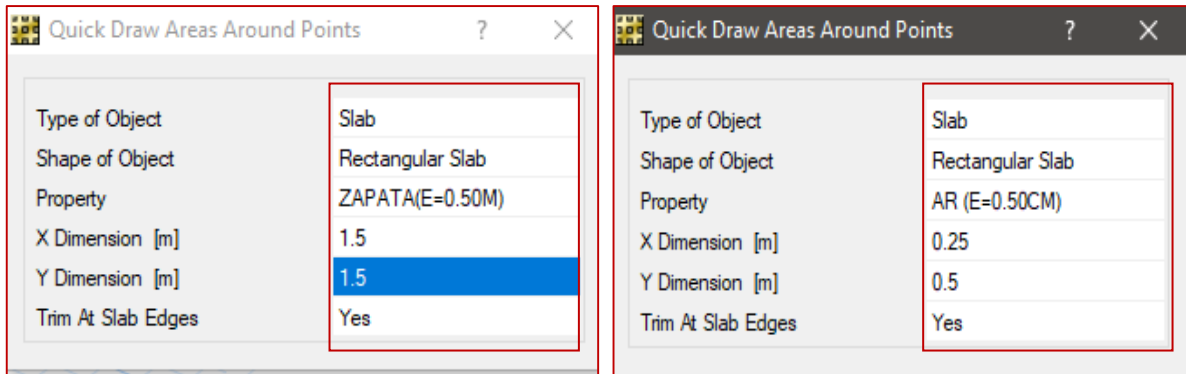 Quick Draw Areas Around Points ? ×
Type of Object Slab
Shape of Object Rectangular Slab
Property ZAPATA(E=0.50M)
X Dimension [m] 1.5
Y Dimension [m] 1.5
Trim At Slab Edges Yes
Quick Draw Areas Around Points ? ×
Type of Object Slab
Shape of Object Rectangular Slab
Property AR (E=0.50CM)
X Dimension [m] 0.25
Y Dimension [m] 0.5
Trim At Slab Edges Yes